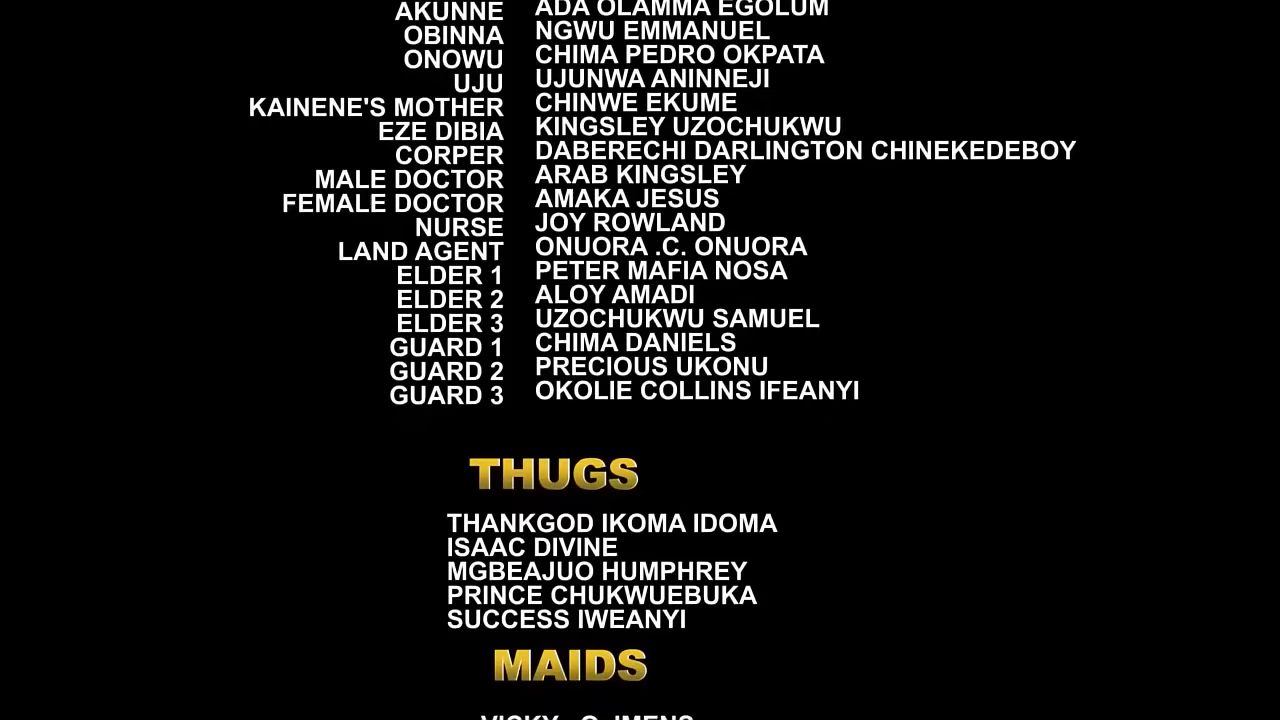 AKUNNE ADA OLAMMA EGOLUM
OBINNA NGWU EMMANUEL
ONOWU CHIMA PEDRO OKPATA
UJU UJUNWA ANINNEJI
KAINENE'S MOTHER CHINWE EKUME
EZE DIBIA KINGSLEY UZOCHUKWU
CORPER DABERECHI DARLINGTON CHINEKEDEBOY
MALE DOCTOR ARAB KINGSLEY
FEMALE DOCTOR AMAKA JESUS
NURSE JOY ROWLAND
LAND AGENT ONUORA .C. ONUORA
ELDER 1 PETER MAFIA NOSA
ELDER 2 ALOY AMADI
ELDER 3 UZOCHUKWU SAMUEL
GUARD 1 CHIMA DANIELS
GUARD 2 PRECIOUS UKONU
GUARD 3 OKOLIE COLLINS IFEANYI
THUGS
THANKGOD IKOMA IDOMA
ISAAC DIVINE
MGBEAJUO HUMPHREY
PRINCE CHUKWUEBUKA
SUCCESS IWEANYI
MAIDS